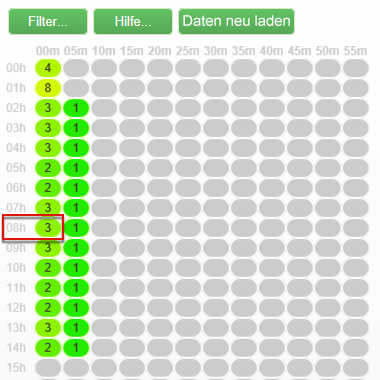 Filter... Hilfe... Daten neu laden
00m 05m 10m 15m 20m 25m 30m 35m 40m 45m 50m 55m
00h 4
01h 8
02h 3 1
03h 3 1
04h 3 1
05h 2 1
06h 2 1
07h 3 1
08h 3 1
09h 3 1
10h 2 1
11h 2 1
12h 2 1
13h 3 1
14h 2 1
15h